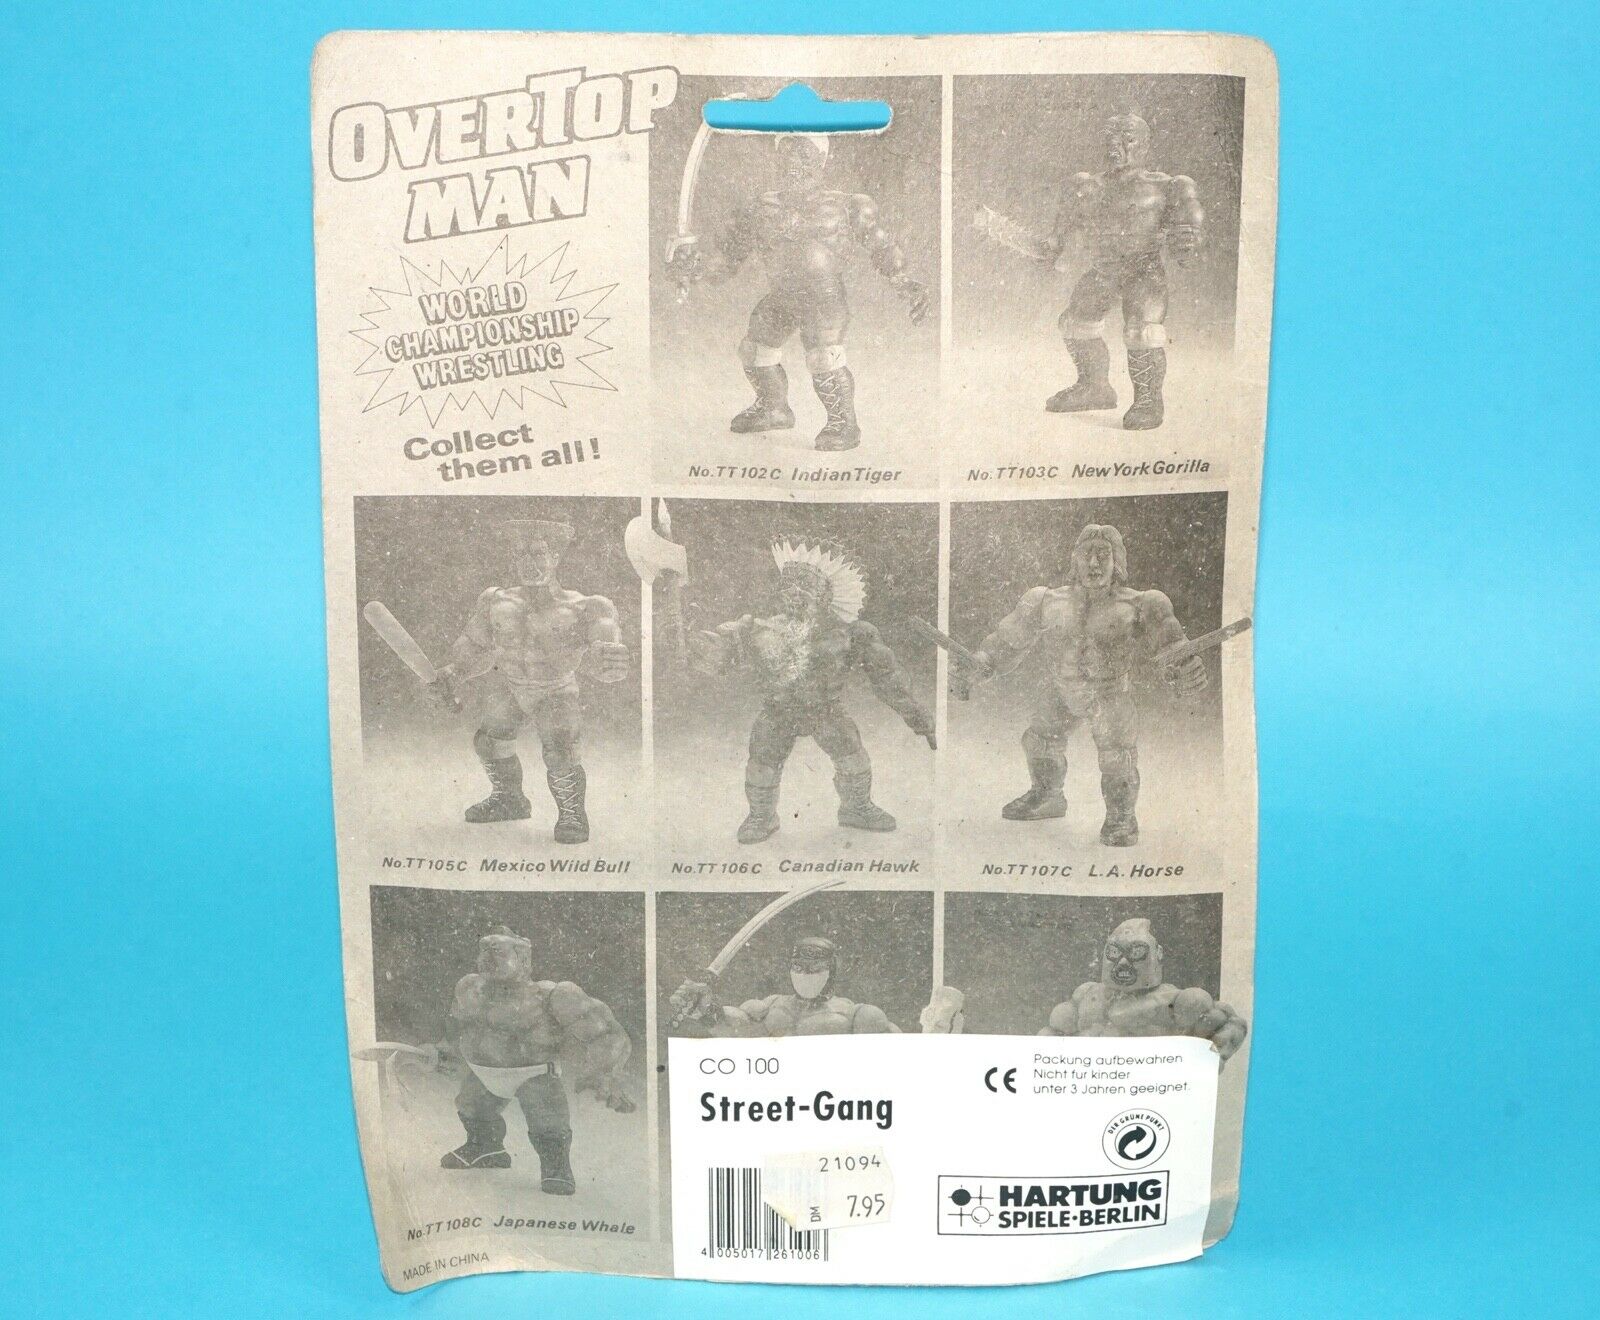 OVERTOP
MAN
WORLD
CHAMPIONSHIP
WRESTLING
Collect
them all!
No.TT102C Indian Tiger
No.TT103C New York Gorilla
No.TT105C Mexico Wild Bull
No.TT106C Canadian Hawk
No.TT107C L.A. Horse
No.TT108C Japanese Whale
MADE IN CHINA
CO 100
Street-Gang
CE
Packung aufbewahren
Nicht für kinder
unter 3 Jahren geeignet.
DER GRÜNE PUNKT
21094
DM 7.95
4 005017 261006
HARTUNG
SPIELE·BERLIN